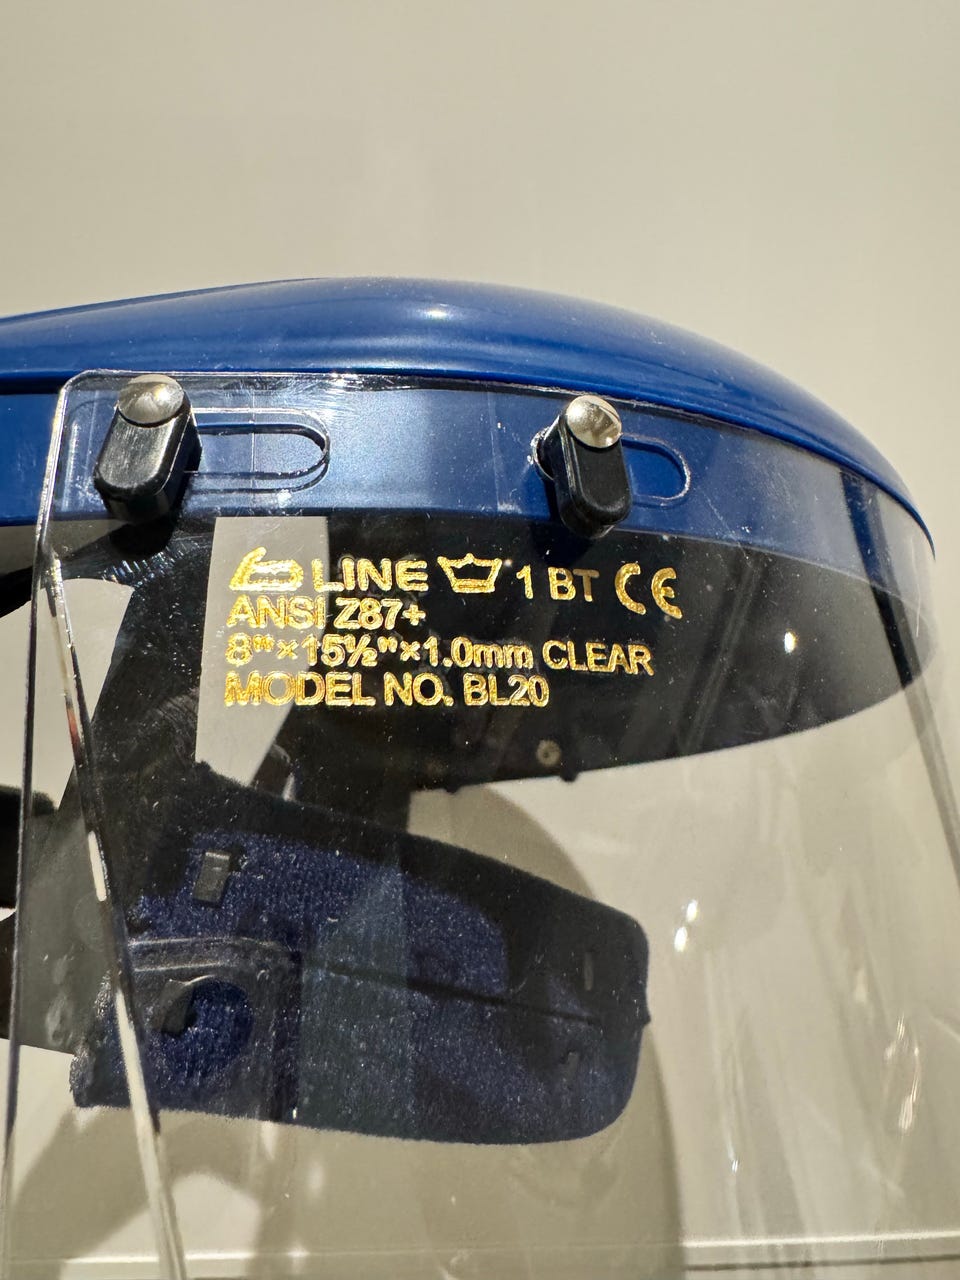 b LINE 1 BT CE
ANSI Z87+
8"×15½"×1.0mm CLEAR
MODEL NO. BL20